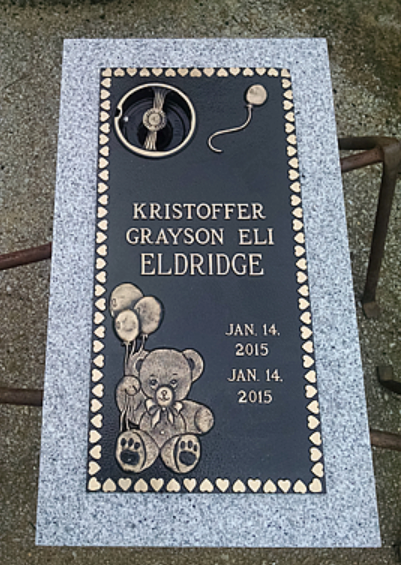 KRISTOFFER
GRAYSON ELI
ELDRIDGE
JAN. 14.
2015
JAN. 14.
2015